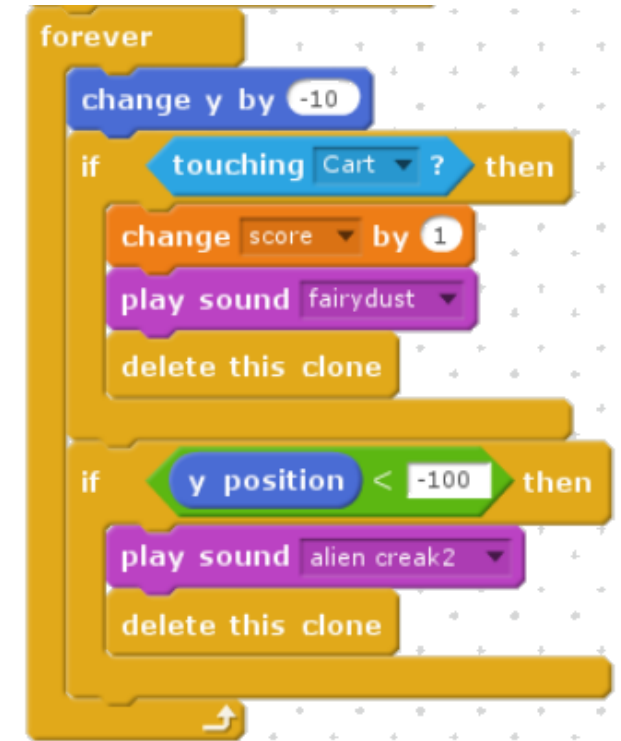 forever
change y by -10
if touching Cart ? then
change score by 1
play sound fairydust
delete this clone
if y position < -100 then
play sound alien creak2
delete this clone